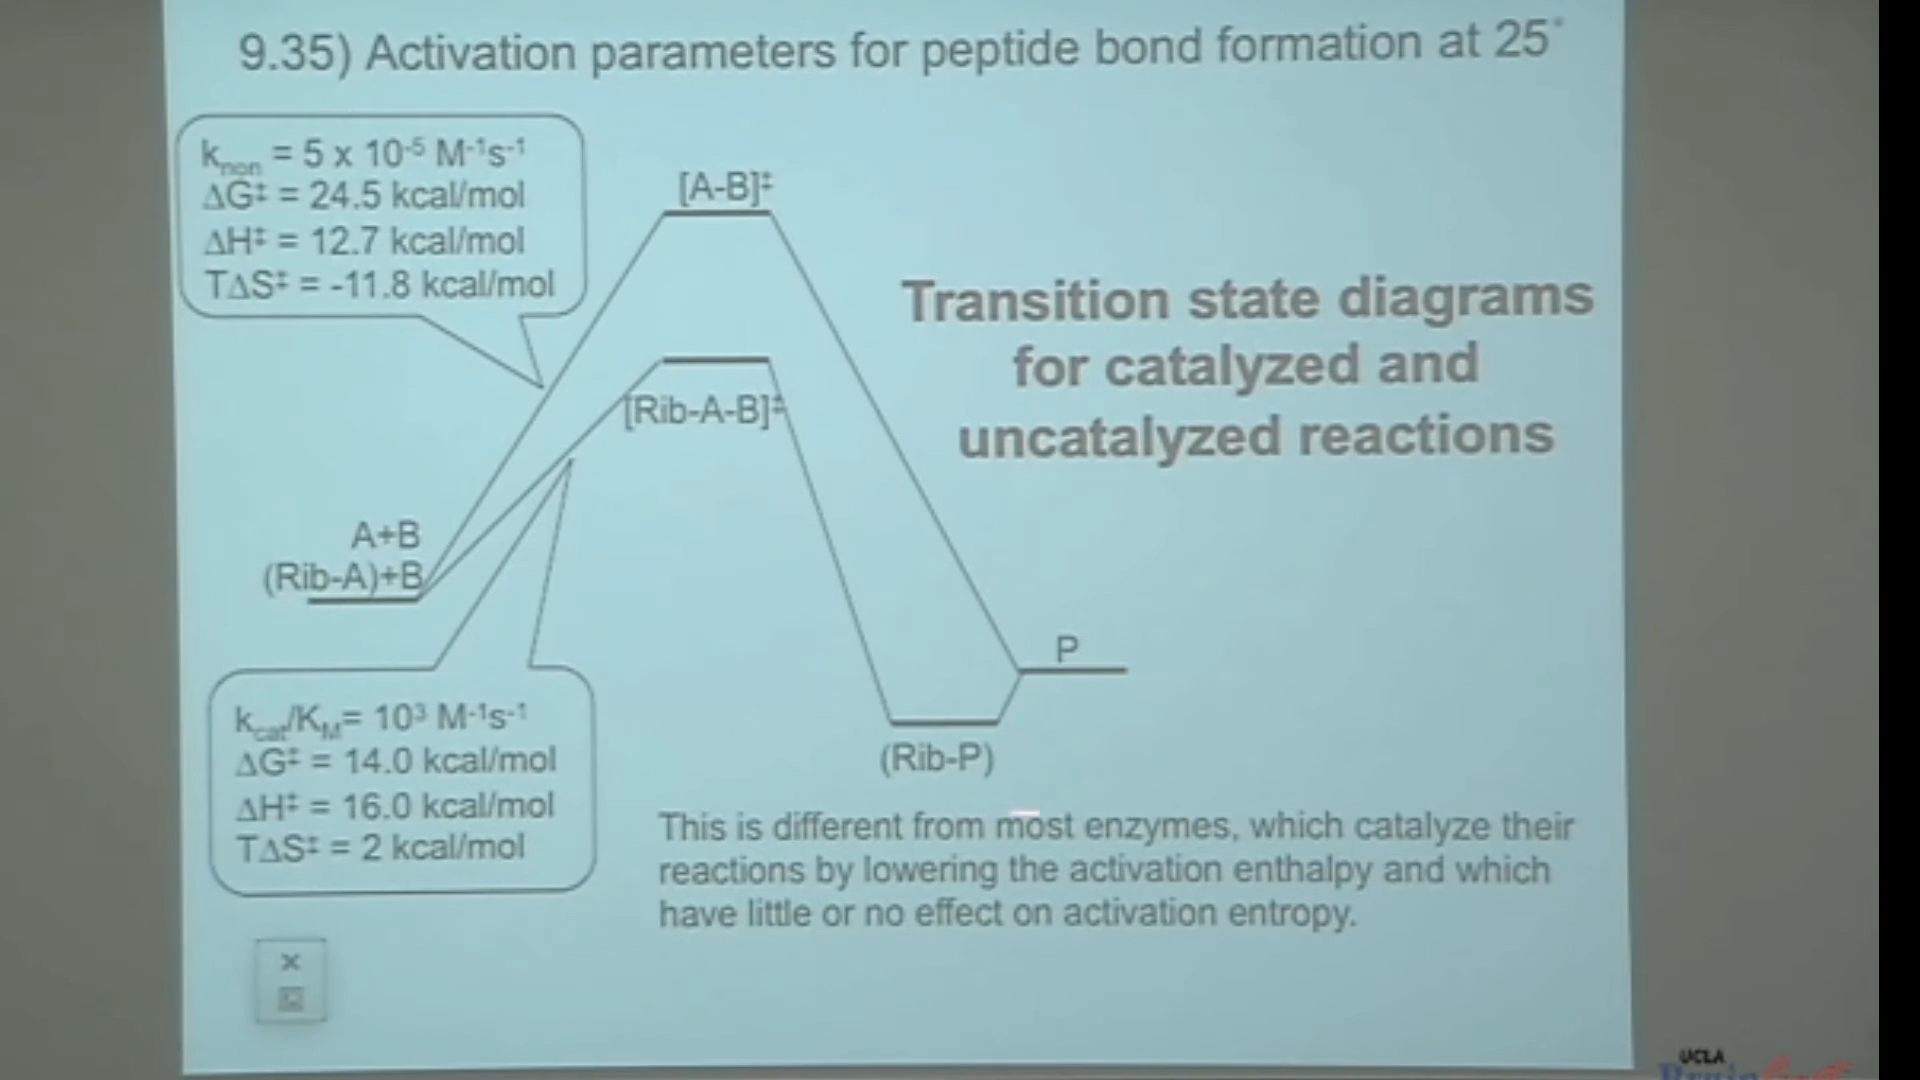 9.35) Activation parameters for peptide bond formation at 25°
kₙₒₙ = 5 x 10⁻⁵ M⁻¹s⁻¹
ΔG‡ = 24.5 kcal/mol
ΔH‡ = 12.7 kcal/mol
TΔS‡ = -11.8 kcal/mol
[A-B]‡
Transition state diagrams
for catalyzed and
uncatalyzed reactions
[Rib-A-B]‡
A+B
(Rib-A)+B
P
k_cat/K_M= 10³ M⁻¹s⁻¹
ΔG‡ = 14.0 kcal/mol
ΔH‡ = 16.0 kcal/mol
TΔS‡ = 2 kcal/mol
(Rib-P)
This is different from most enzymes, which catalyze their
reactions by lowering the activation enthalpy and which
have little or no effect on activation entropy.
UCLA